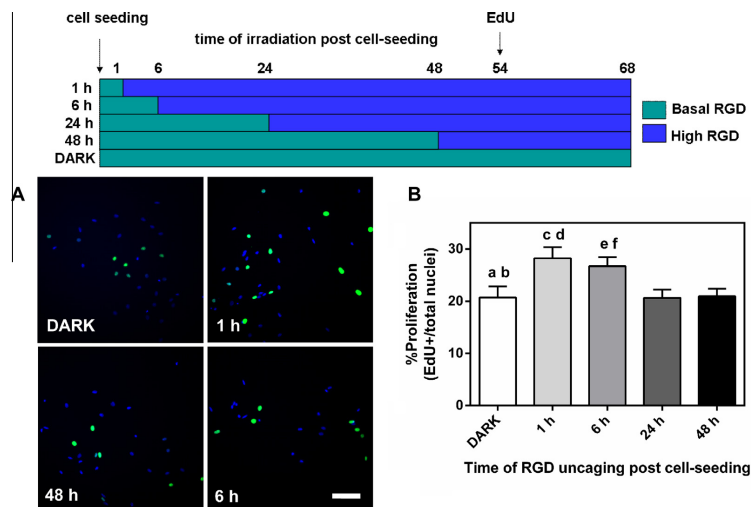 cell seeding
EdU
time of irradiation post cell-seeding
1 6 24 48 54 68
1 h
6 h
24 h
48 h
DARK
Basal RGD
High RGD
A
DARK
1 h
48 h
6 h
B
%Proliferation
(EdU+/total nuclei)
30
20
10
0
a b
c d
e f
DARK
1 h
6 h
24 h
48 h
Time of RGD uncaging post cell-seeding